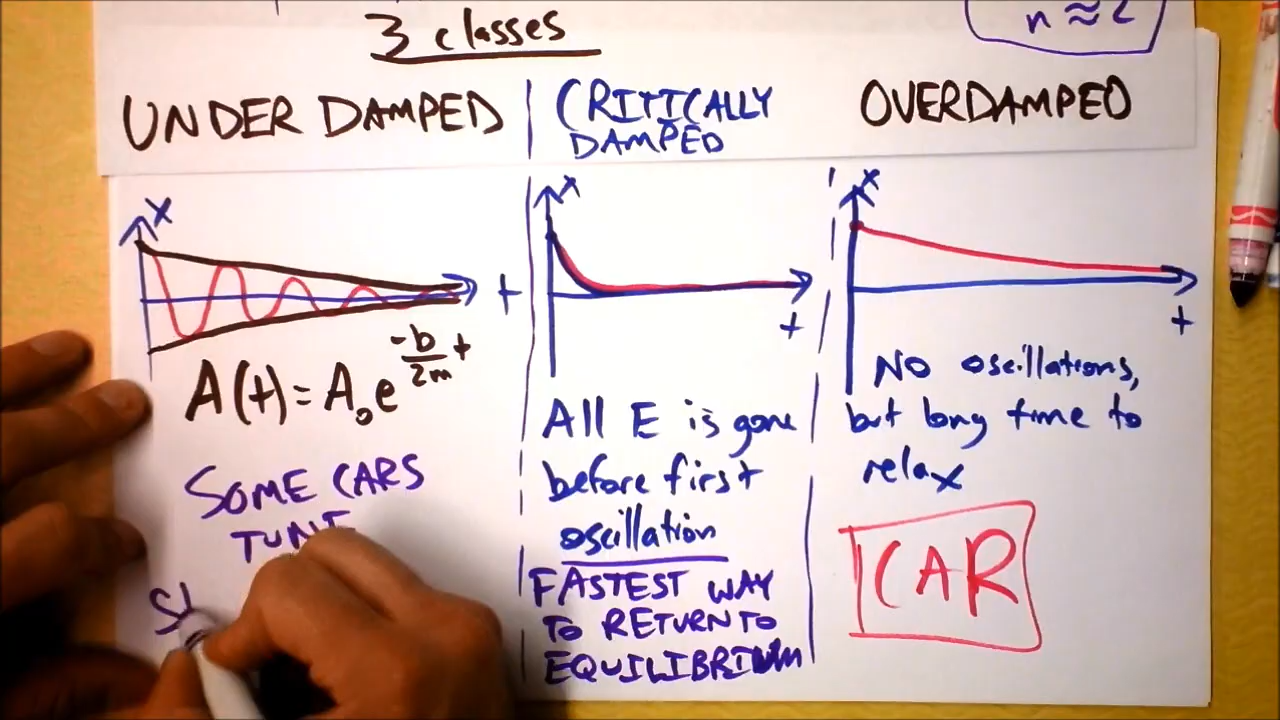 3 classes
n ≈ 2
UNDER DAMPED
CRITICALLY
DAMPED
OVERDAMPED
x
t
A(t) = A₀e^(-b/2m t)
SOME CARS
TUNE
x
t
All E is gone
before first
oscillation
FASTEST WAY
TO RETURN TO
EQUILIBRIUM
x
t
No oscillations,
but long time to
relax
CAR